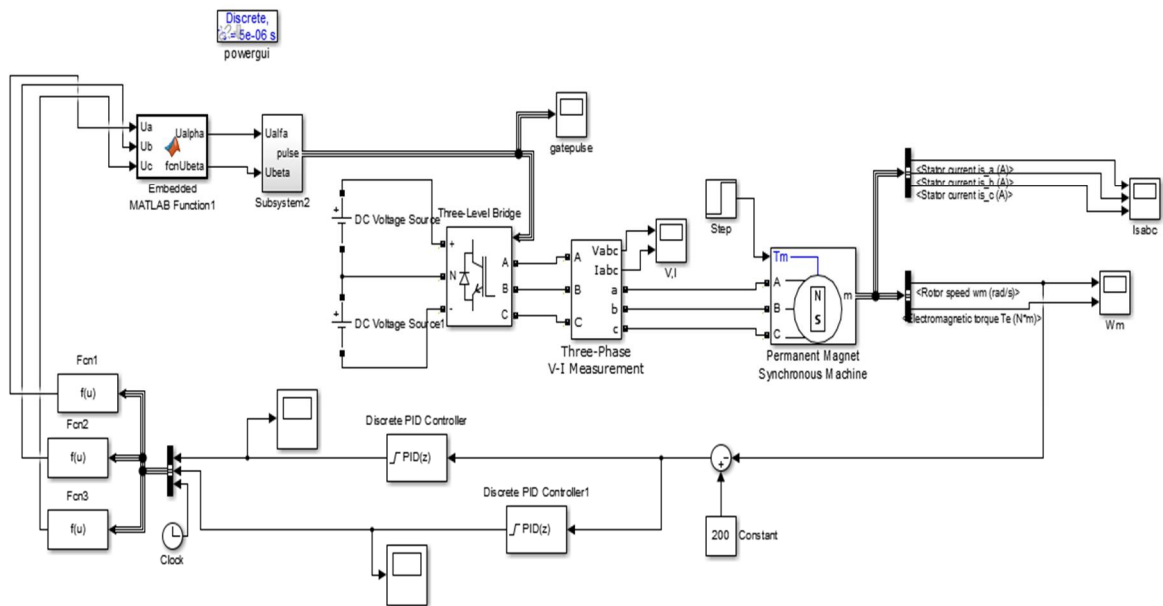 Discrete,
= 5e-06 s
powergui
Ua
Ub
Uc
Ualpha
fcn
Ubeta
Embedded
MATLAB Function1
Ualfa
pulse
Ubeta
Subsystem2
gatepulse
+
DC Voltage Source
+
DC Voltage Source1
Three-Level Bridge
+
N
-
A
B
C
A
B
C
Vabc
Iabc
a
b
c
Three-Phase
V-I Measurement
V,I
Step
Tm
A
B
C
N
S
m
Permanent Magnet
Synchronous Machine
<Stator current is_a (A)>
<Stator current is_b (A)>
<Stator current is_c (A)>
Isabc
<Rotor speed wm (rad/s)>
<Electromagnetic torque Te (N*m)>
Wm
Fcn1
f(u)
Fcn2
f(u)
Fcn3
f(u)
Clock
Discrete PID Controller
PID(z)
Discrete PID Controller1
PID(z)
+
-
200
Constant